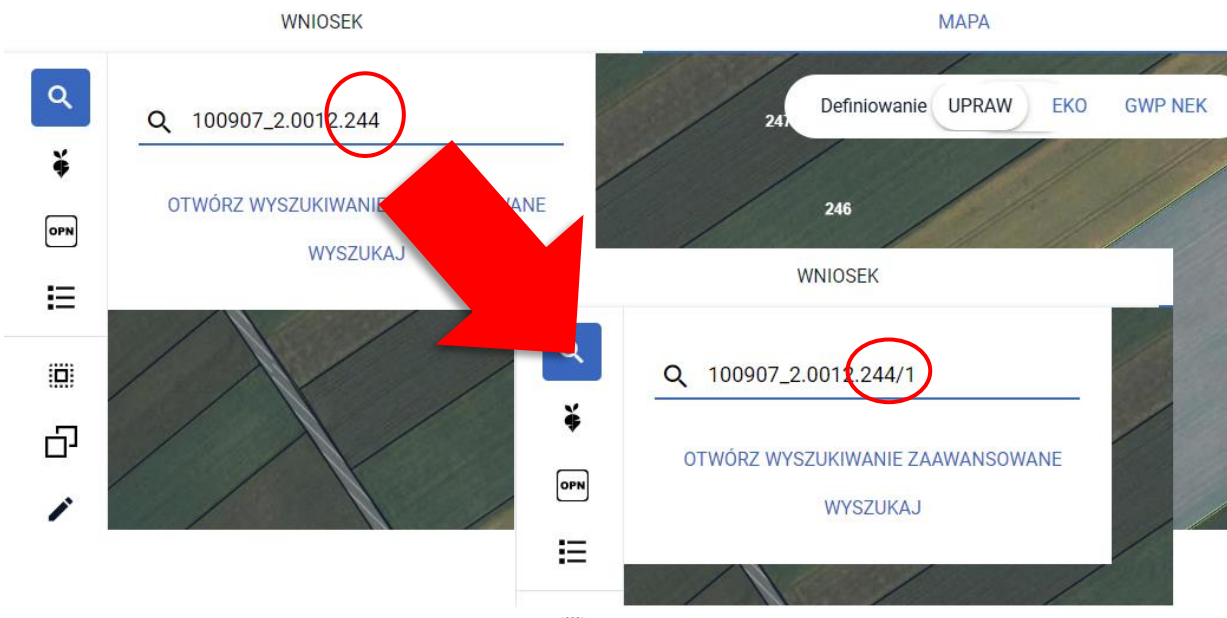 WNIOSEK
MAPA
100907_2.0012.244
OTWÓRZ WYSZUKIWANIE WANE
WYSZUKAJ
OPN
Definiowanie UPRAW EKO GWP NEK
247
246
WNIOSEK
100907_2.0012.244/1
OTWÓRZ WYSZUKIWANIE ZAAWANSOWANE
WYSZUKAJ
OPN